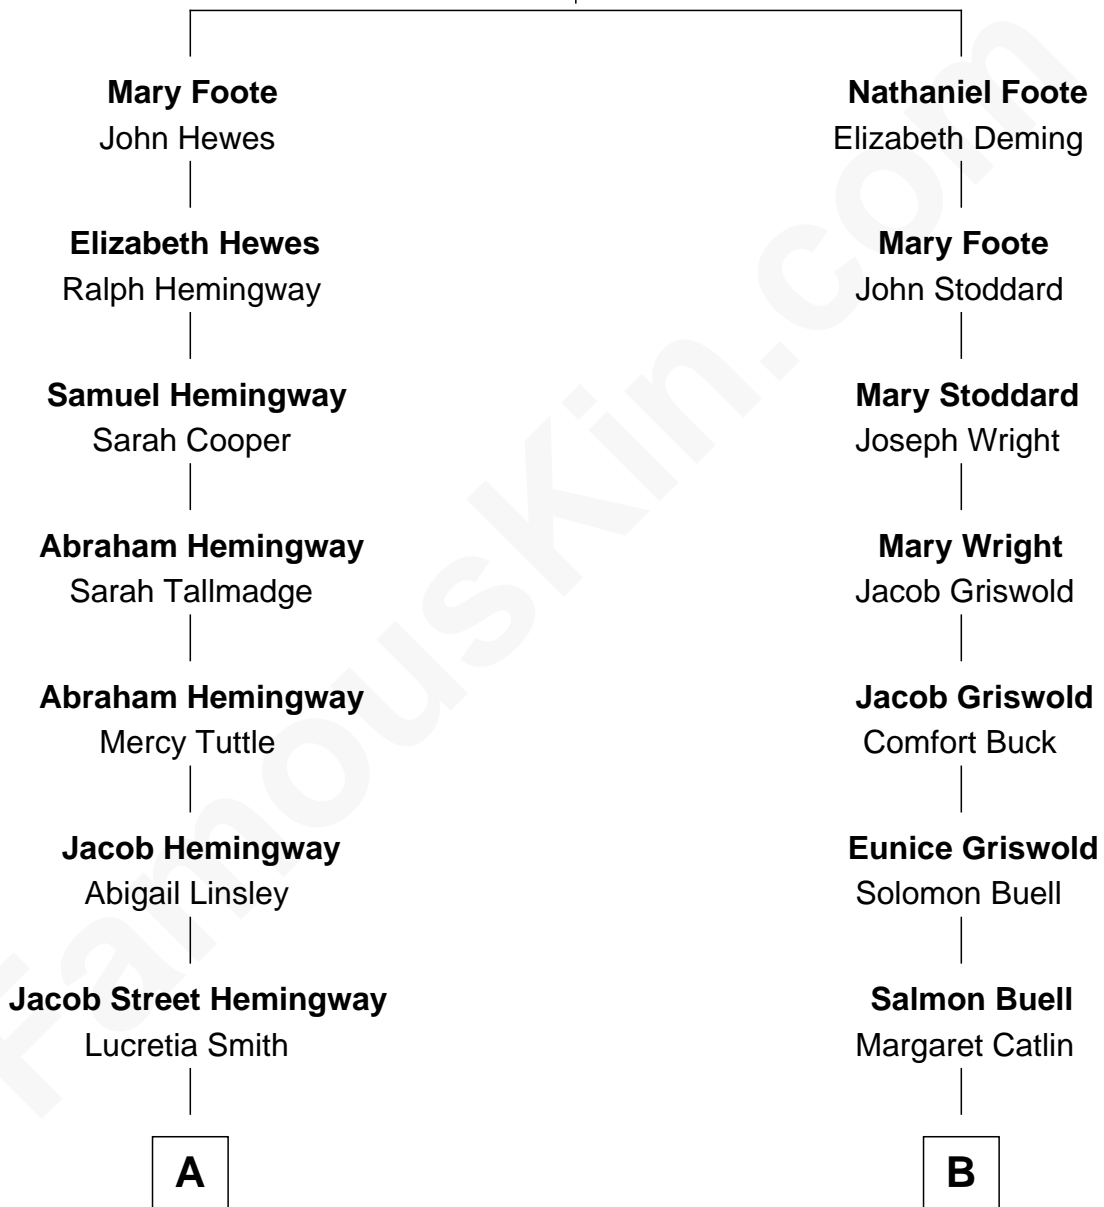 Mary Foote
John Hewes
Elizabeth Hewes
Ralph Hemingway
Samuel Hemingway
Sarah Cooper
Abraham Hemingway
Sarah Tallmadge
Abraham Hemingway
Mercy Tuttle
Jacob Hemingway
Abigail Linsley
Jacob Street Hemingway
Lucretia Smith
A
Nathaniel Foote
Elizabeth Deming
Mary Foote
John Stoddard
Mary Stoddard
Joseph Wright
Mary Wright
Jacob Griswold
Jacob Griswold
Comfort Buck
Eunice Griswold
Solomon Buell
Salmon Buell
Margaret Catlin
B
FamousKin.com